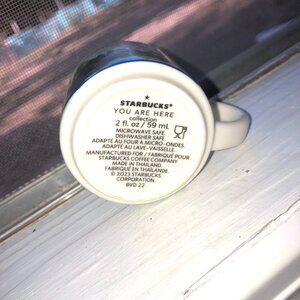 STARBUCKS®
YOU ARE HERE
collection
2 fl. oz / 59 mL
MICROWAVE SAFE
DISHWASHER SAFE
ADAPTÉ AU FOUR À MICRO-ONDES.
ADAPTÉ AU LAVE-VAISSELLE.
MANUFACTURED FOR / FABRIQUÉ POUR
STARBUCKS COFFEE COMPANY
MADE IN THAILAND.
FABRIQUÉ EN THAÏLANDE.
© 2023 STARBUCKS
CORPORATION.
BVD 22